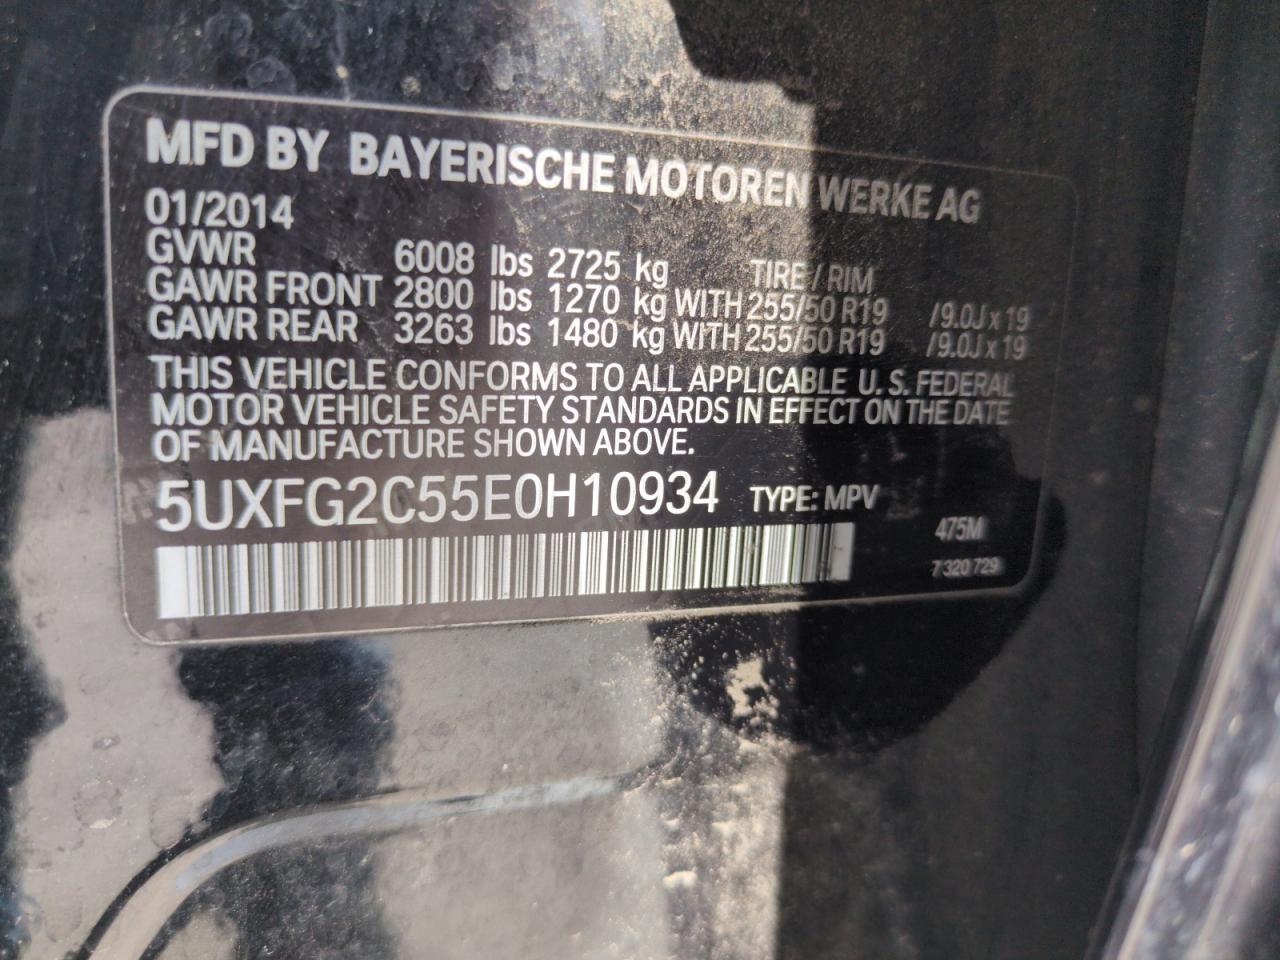 MFD BY BAYERISCHE MOTOREN WERKE AG
01/2014
GVWR 6008 lbs 2725 kg TIRE / RIM
GAWR FRONT 2800 lbs 1270 kg WITH 255/50 R19 /9.0J x 19
GAWR REAR 3263 lbs 1480 kg WITH 255/50 R19 /9.0J x 19
THIS VEHICLE CONFORMS TO ALL APPLICABLE U. S. FEDERAL
MOTOR VEHICLE SAFETY STANDARDS IN EFFECT ON THE DATE
OF MANUFACTURE SHOWN ABOVE.
5UXFG2C55E0H10934 TYPE: MPV
475M
7 320 729